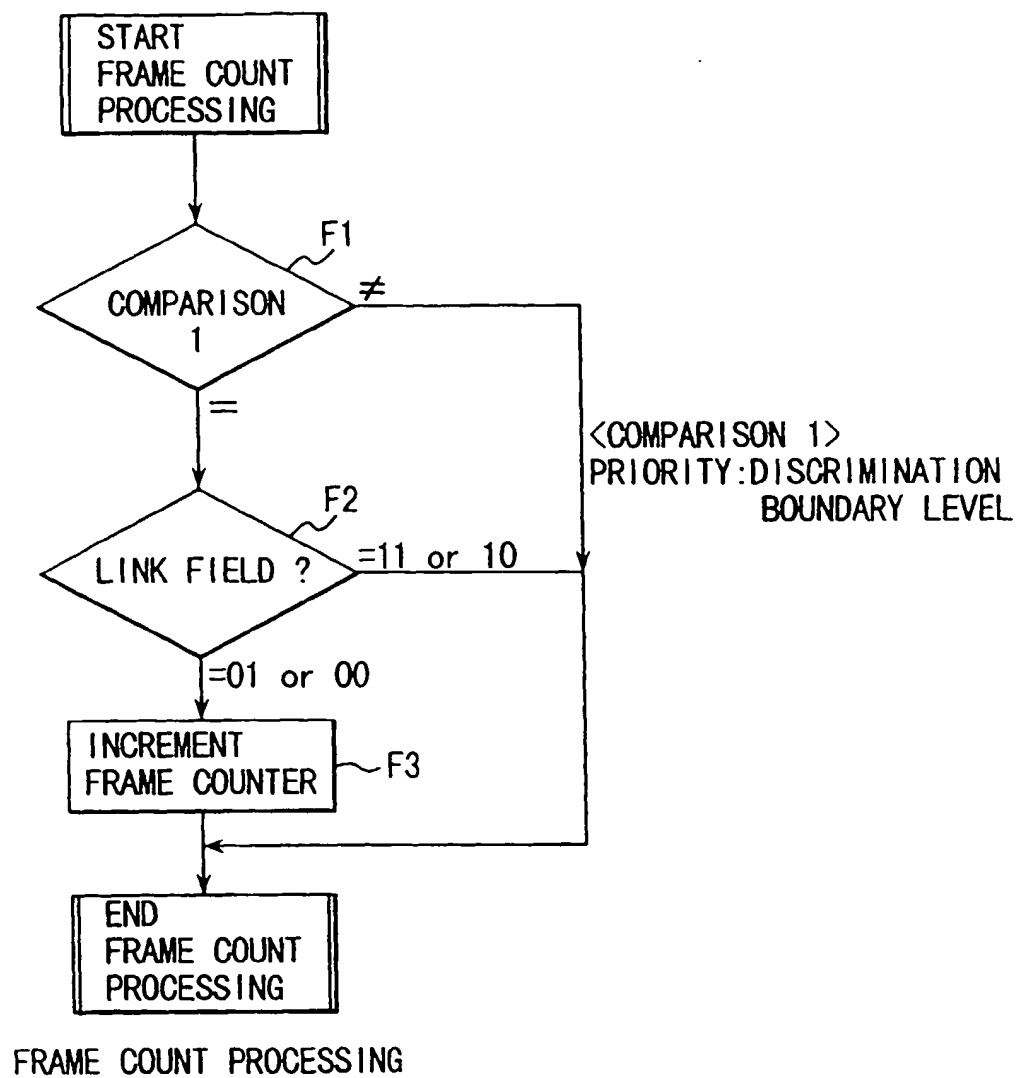 START
FRAME COUNT
PROCESSING
F1
≠
COMPARISON
1
=
<COMPARISON 1>
PRIORITY:DISCRIMINATION
BOUNDARY LEVEL
F2
LINK FIELD ?
=11 or 10
=01 or 00
INCREMENT
FRAME COUNTER
F3
END
FRAME COUNT
PROCESSING
FRAME COUNT PROCESSING